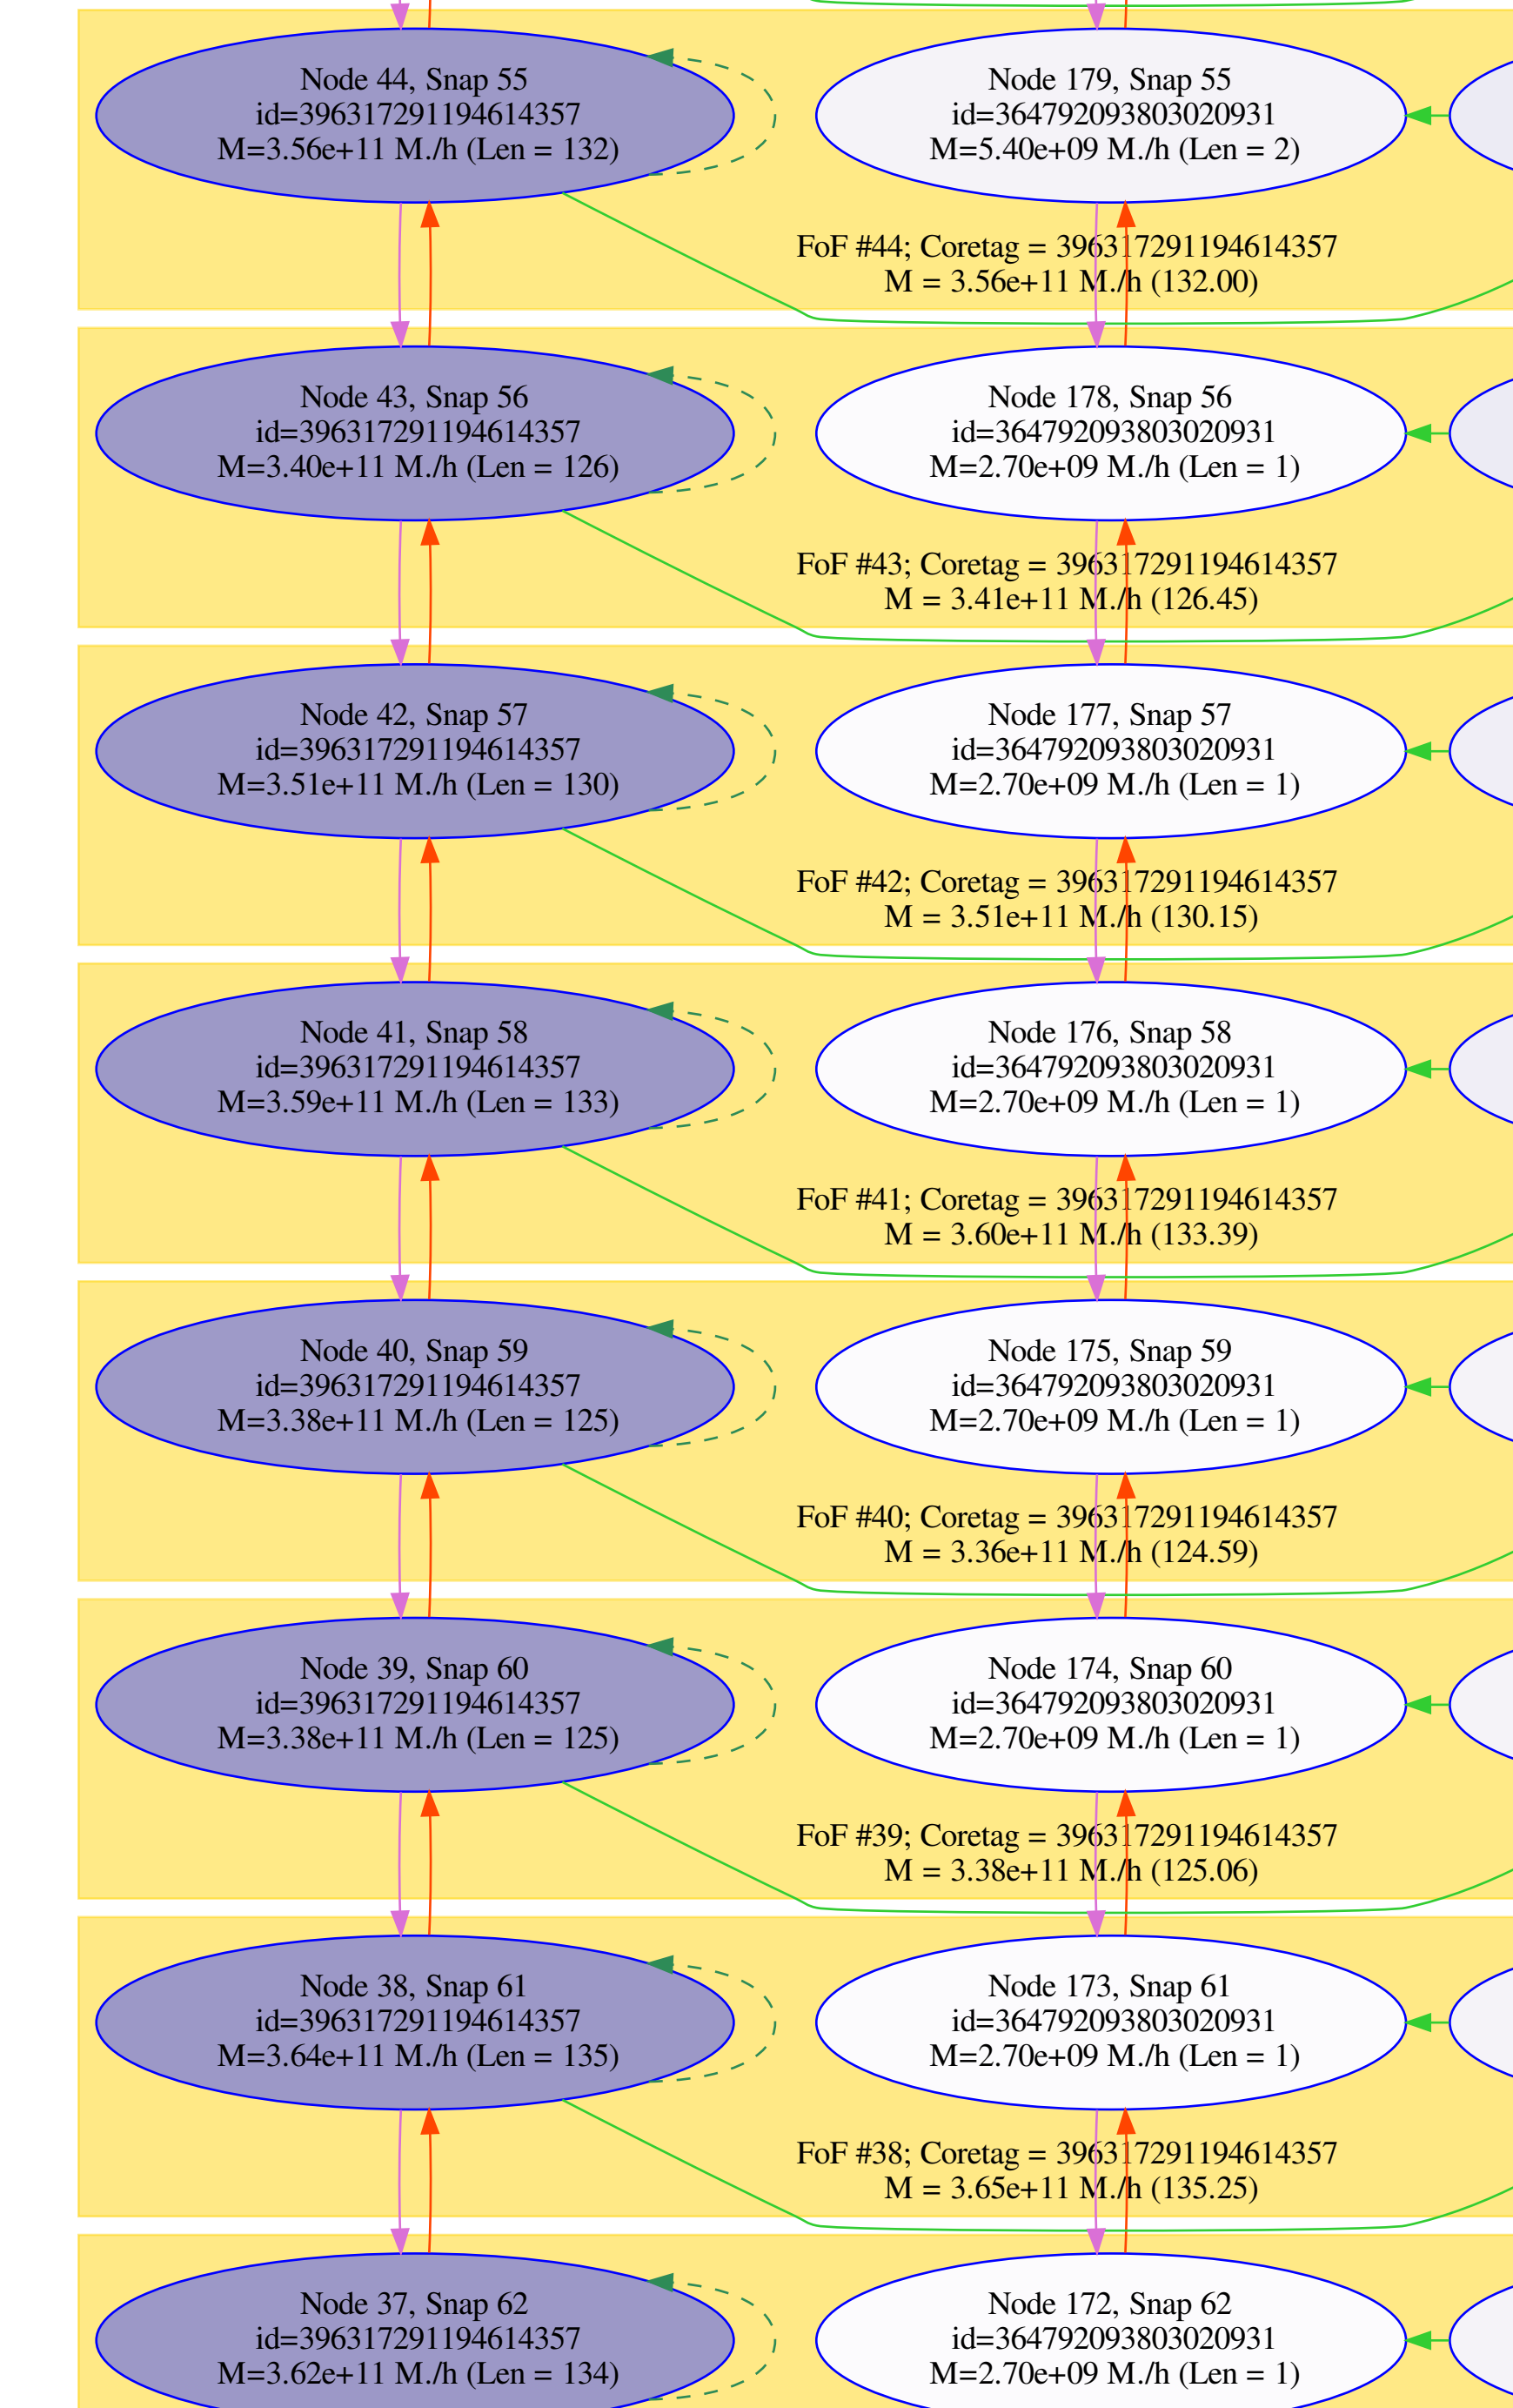 Node 44, Snap 55
id=396317291194614357
M=3.56e+11 M./h (Len = 132)
Node 179, Snap 55
id=364792093803020931
M=5.40e+09 M./h (Len = 2)
FoF #44; Coretag = 396317291194614357
M = 3.56e+11 M./h (132.00)
Node 43, Snap 56
id=396317291194614357
M=3.40e+11 M./h (Len = 126)
Node 178, Snap 56
id=364792093803020931
M=2.70e+09 M./h (Len = 1)
FoF #43; Coretag = 396317291194614357
M = 3.41e+11 M./h (126.45)
Node 42, Snap 57
id=396317291194614357
M=3.51e+11 M./h (Len = 130)
Node 177, Snap 57
id=364792093803020931
M=2.70e+09 M./h (Len = 1)
FoF #42; Coretag = 396317291194614357
M = 3.51e+11 M./h (130.15)
Node 41, Snap 58
id=396317291194614357
M=3.59e+11 M./h (Len = 133)
Node 176, Snap 58
id=364792093803020931
M=2.70e+09 M./h (Len = 1)
FoF #41; Coretag = 396317291194614357
M = 3.60e+11 M./h (133.39)
Node 40, Snap 59
id=396317291194614357
M=3.38e+11 M./h (Len = 125)
Node 175, Snap 59
id=364792093803020931
M=2.70e+09 M./h (Len = 1)
FoF #40; Coretag = 396317291194614357
M = 3.36e+11 M./h (124.59)
Node 39, Snap 60
id=396317291194614357
M=3.38e+11 M./h (Len = 125)
Node 174, Snap 60
id=364792093803020931
M=2.70e+09 M./h (Len = 1)
FoF #39; Coretag = 396317291194614357
M = 3.38e+11 M./h (125.06)
Node 38, Snap 61
id=396317291194614357
M=3.64e+11 M./h (Len = 135)
Node 173, Snap 61
id=364792093803020931
M=2.70e+09 M./h (Len = 1)
FoF #38; Coretag = 396317291194614357
M = 3.65e+11 M./h (135.25)
Node 37, Snap 62
id=396317291194614357
M=3.62e+11 M./h (Len = 134)
Node 172, Snap 62
id=364792093803020931
M=2.70e+09 M./h (Len = 1)